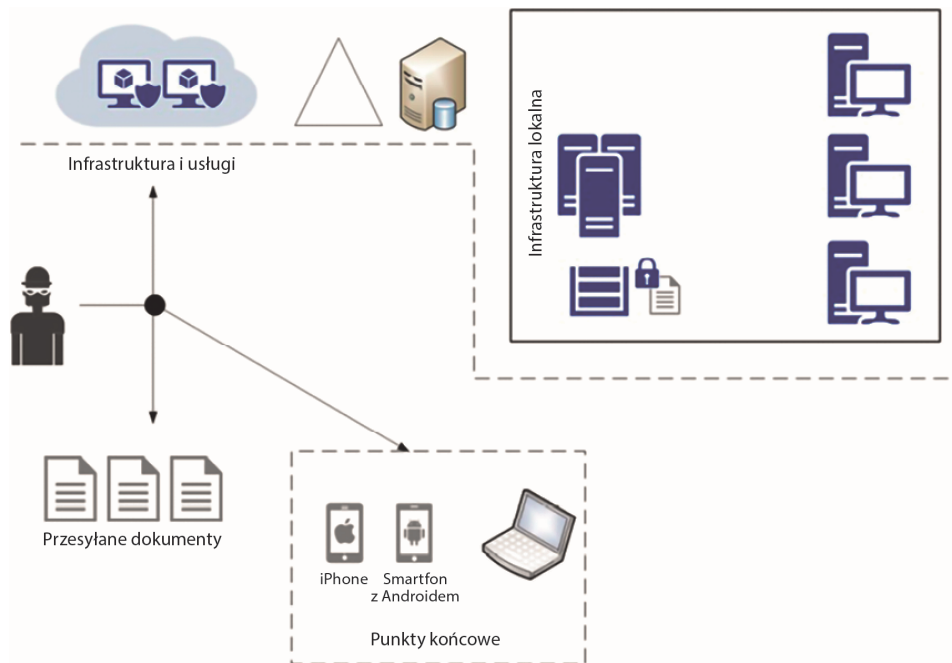 Infrastruktura i usługi
Infrastruktura lokalna
Przesyłane dokumenty
iPhone
Smartfon
z Androidem
Punkty końcowe